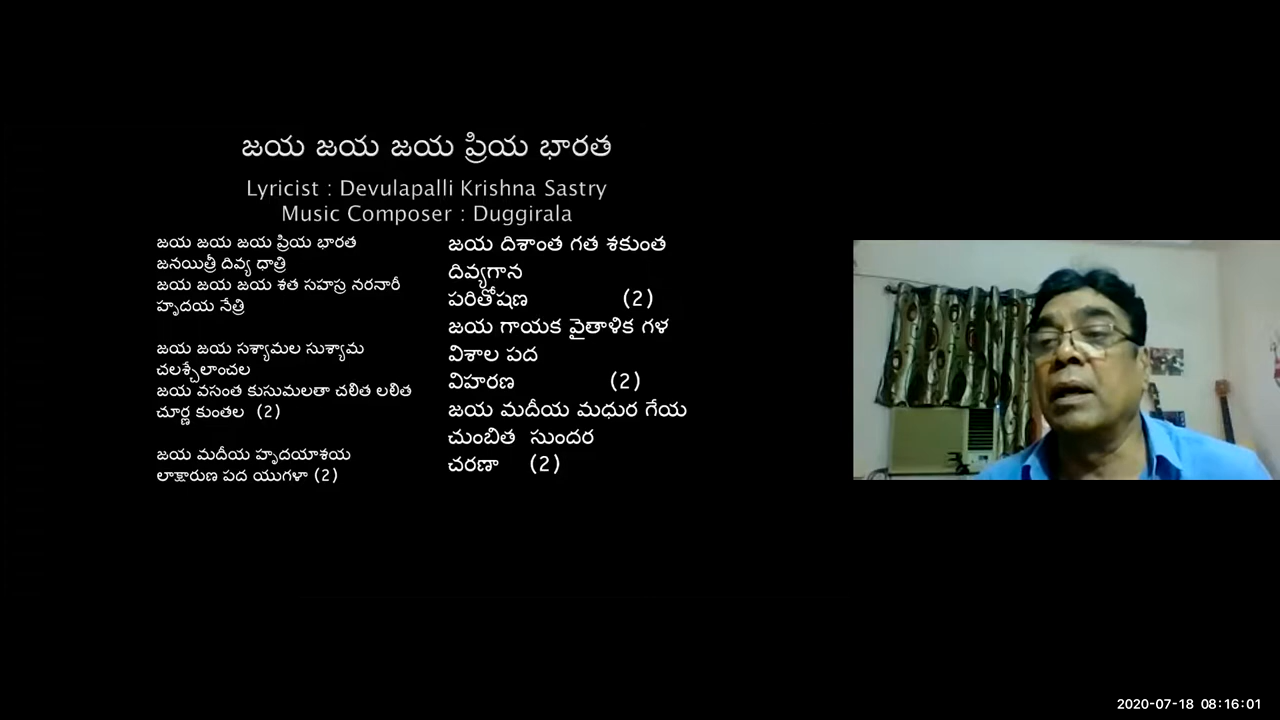 జయ జయ జయ ప్రియ భారత
Lyricist : Devulapalli Krishna Sastry
Music Composer : Duggirala
జయ జయ జయ ప్రియ భారత
జనయిత్రీ దివ్య ధాత్రి
జయ జయ జయ శత సహస్ర నరనారీ
హృదయ నేత్రి
జయ జయ సశ్యామల సుశ్యామ
చలశ్చేలాంచల
జయ వసంత కుసుమలతా చలిత లలిత
చూర్ణ కుంతల (2)
జయ మదీయ హృదయాశయ
లాక్షారుణ పద యుగళా (2)
జయ దిశాంత గత శకుంత
దివ్యగాన
పరితోషణ (2)
జయ గాయక వైతాళిక గళ
విశాల పద
విహరణ (2)
జయ మదీయ మధుర గేయ
చుంబిత సుందర
చరణా (2)
2020-07-18 08:16:01